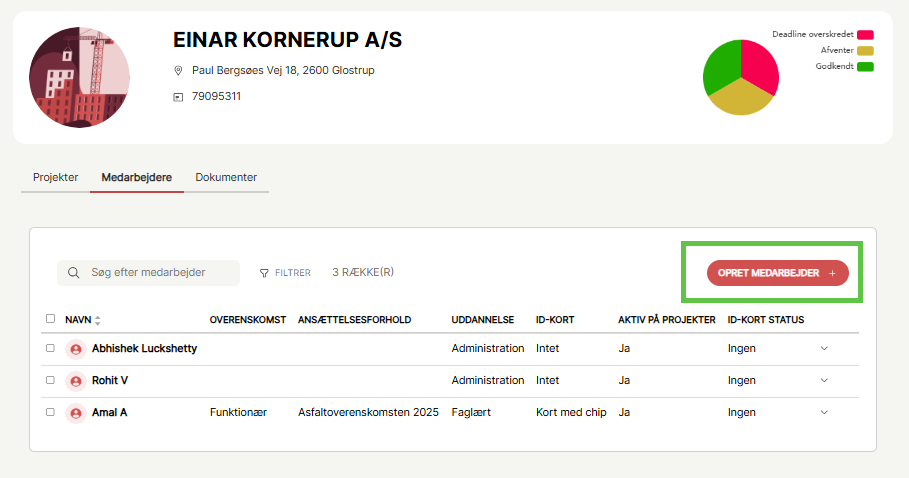 EINAR KORNERUP A/S
Paul Bergsøes Vej 18, 2600 Glostrup
79095311
Deadline overskredet
Afventer
Godkendt
Projekter Medarbejdere Dokumenter
Søg efter medarbejder FILTRER 3 RÆKKE(R) OPRET MEDARBEJDER +
NAVN OVERENSKOMST ANSÆTTELSESFORHOLD UDDANNELSE ID-KORT AKTIV PÅ PROJEKTER ID-KORT STATUS
Abhishek Luckshetty Administration Intet Ja Ingen
Rohit V Administration Intet Ja Ingen
Amal A Funktionær Asfaltoverenskomsten 2025 Faglært Kort med chip Ja Ingen